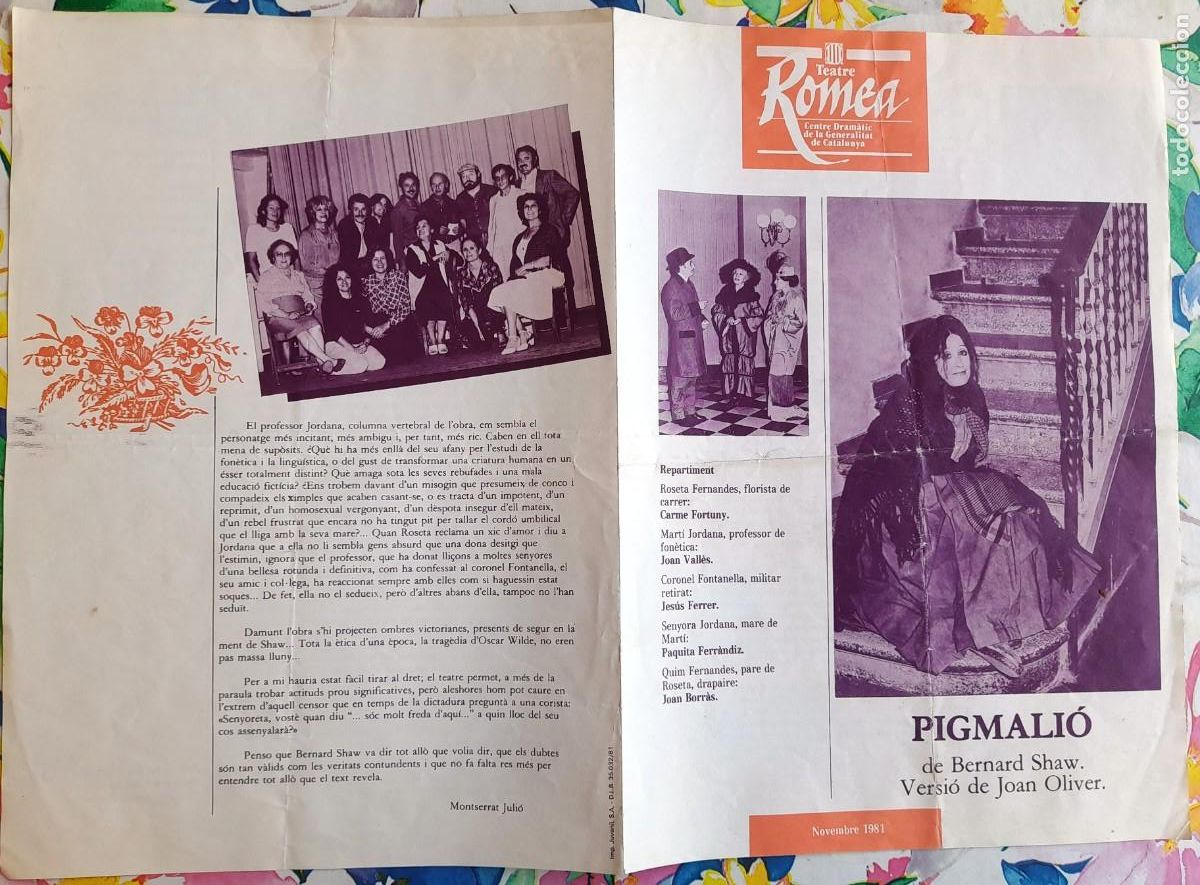 El professor Jordana, columna vertebral de l'obra, em sembla el
personatge més incitant, més ambigu i, per tant, més ric. Caben en ell tota
mena de supòsits. ¿Què hi ha més enllà del seu afany per l'estudi de la
fonètica i la lingüística, o del gust de transformar una criatura humana en un
ésser totalment distint? Què amaga sota les seves rebufades i una mala
educació fictícia? ¿Ens trobem davant d'un misogin que presumeix de conco i
compadeix els ximples que acaben casant-se, o es tracta d'un impotent, d'un
reprimit, d'un homosexual vergonyant, d'un dèspota insegur d'ell mateix,
d'un rebel frustrat que encara no ha tingut pit per tallar el cordó umbilical
que el lliga amb la seva mare?... Quan Roseta reclama un xic d'amor i diu a
Jordana que a ella no li sembla gens absurd que una dona desitgi que
l'estimin, ignora que el professor, que ha donat lliçons a moltes senyores
d'una bellesa rotunda i definitiva, com ha confessat al coronel Fontanella, el
seu amic i col·lega, ha reaccionat sempre amb elles com si haguessin estat
soques... De fet, ella no el sedueix, però d'altres abans d'ella, tampoc no l'han
seduït.
Damunt l'obra s'hi projecten ombres victorianes, presents de segur en la
ment de Shaw... Tota la ètica d'una època, la tragèdia d'Oscar Wilde, no eren
pas massa lluny...
Per a mi hauria estat fàcil tirar al dret; el teatre permet, a més de la
paraula trobar actituds prou significatives, però aleshores hom pot caure en
l'extrem d'aquell censor que en temps de la dictadura preguntà a una corista:
«Senyoreta, vostè quan diu "... sóc molt freda d'aquí..." a quin lloc del seu
cos assenyalarà?»
Penso que Bernard Shaw va dir tot allò que volia dir, que els dubtes
són tan vàlids com les veritats contundents i que no fa falta res més per
entendre tot allò que el text revela.
Montserrat Julió
Imp. Juvenil, S.A. - D.L.B. 35.032/81
Teatre
Romea
Centre Dramàtic
de la Generalitat
de Catalunya
Repartiment
Roseta Fernandes, florista de
carrer:
Carme Fortuny.
Martí Jordana, professor de
fonètica:
Joan Vallès.
Coronel Fontanella, militar
retirat:
Jesús Ferrer.
Senyora Jordana, mare de
Martí:
Paquita Ferràndiz.
Quim Fernandes, pare de
Roseta, drapaire:
Joan Borràs.
PIGMALIÓ
de Bernard Shaw.
Versió de Joan Oliver.
Novembre 1981
todocoleccion